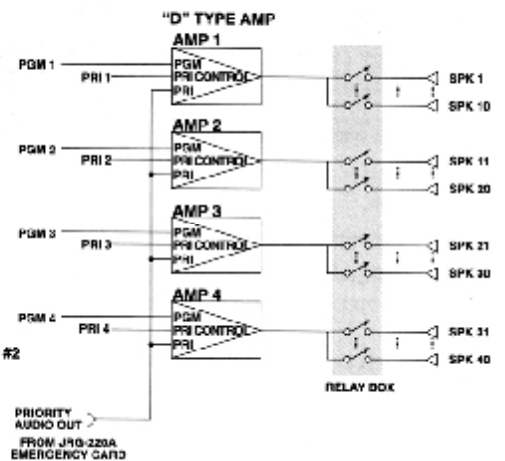 "D" TYPE AMP
AMP 1
PGM 1
PGM
PRI 1
PRI CONTROL
PRI
SPK 1
SPK 10
AMP 2
PGM 2
PGM
PRI 2
PRI CONTROL
PRI
SPK 11
SPK 20
AMP 3
PGM 3
PGM
PRI 3
PRI CONTROL
PRI
SPK 21
SPK 30
AMP 4
PGM 4
PGM
PRI 4
PRI CONTROL
PRI
SPK 31
SPK 40
#2
RELAY BOX
PRIORITY
AUDIO OUT
FROM JRG-220A
EMERGENCY CARD